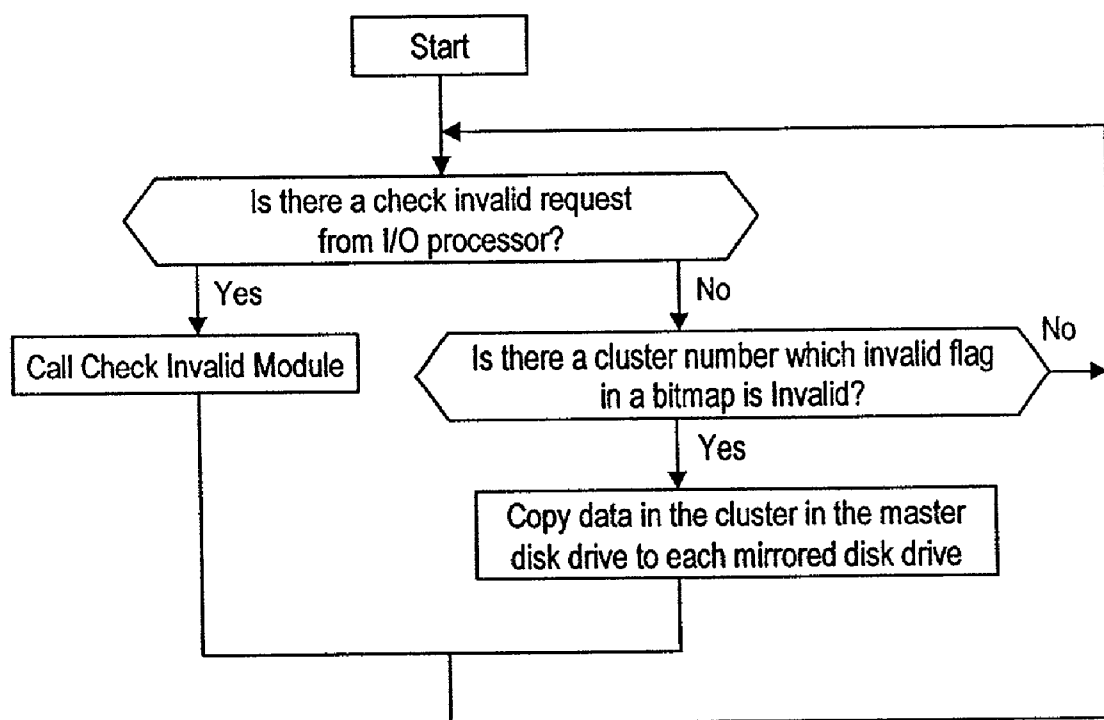 Start
Is there a check invalid request
from I/O processor?
Yes
No
No
Call Check Invalid Module
Is there a cluster number which invalid flag
in a bitmap is Invalid?
Yes
Copy data in the cluster in the master
disk drive to each mirrored disk drive